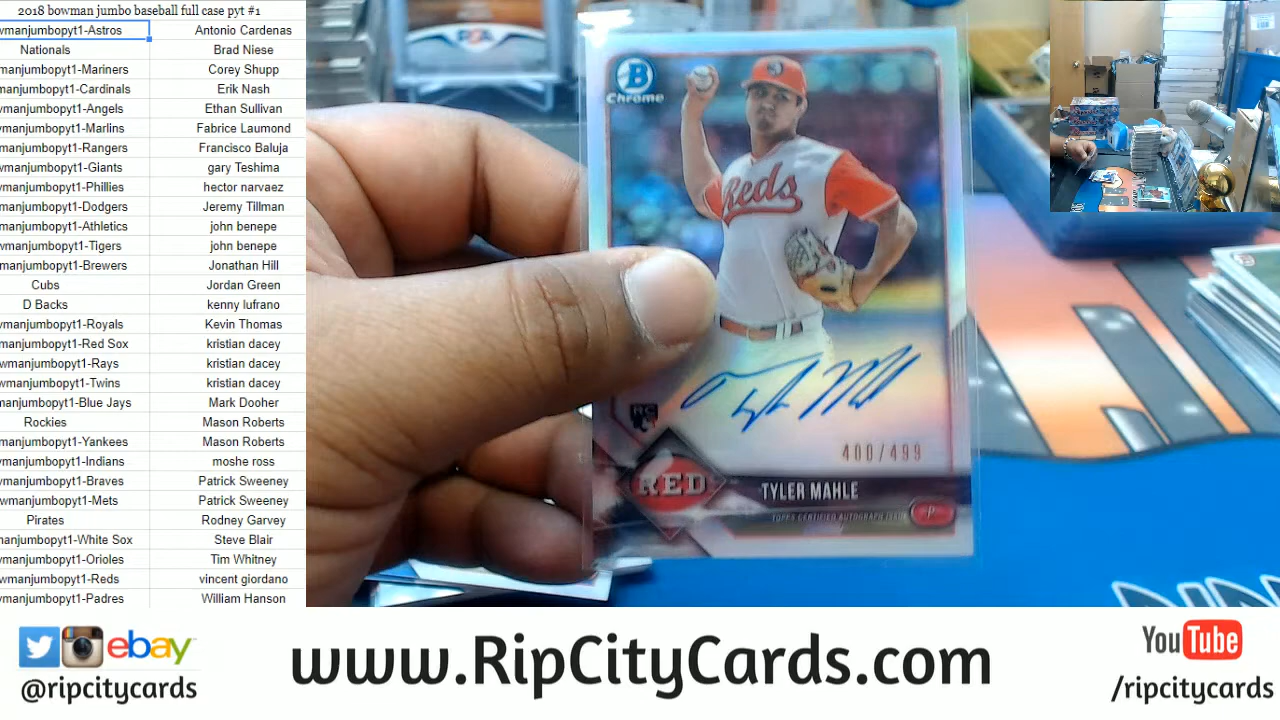 2018 bowman jumbo baseball full case pyt #1
wmanjumbopyt1-Astros Antonio Cardenas
Nationals Brad Niese
manjumbopyt1-Mariners Corey Shupp
manjumbopyt1-Cardinals Erik Nash
wmanjumbopyt1-Angels Ethan Sullivan
wmanjumbopyt1-Marlins Fabrice Laumond
manjumbopyt1-Rangers Francisco Baluja
wmanjumbopyt1-Giants gary Teshima
wmanjumbopyt1-Phillies hector narvaez
vmanjumbopyt1-Dodgers Jeremy Tillman
manjumbopyt1-Athletics john benepe
wmanjumbopyt1-Tigers john benepe
manjumbopyt1-Brewers Jonathan Hill
Cubs Jordan Green
D Backs kenny lufrano
wmanjumbopyt1-Royals Kevin Thomas
manjumbopyt1-Red Sox kristian dacey
owmanjumbopyt1-Rays kristian dacey
wmanjumbopyt1-Twins kristian dacey
manjumbopyt1-Blue Jays Mark Dooher
Rockies Mason Roberts
manjumbopyt1-Yankees Mason Roberts
wmanjumbopyt1-Indians moshe ross
wmanjumbopyt1-Braves Patrick Sweeney
owmanjumbopyt1-Mets Patrick Sweeney
Pirates Rodney Garvey
manjumbopyt1-White Sox Steve Blair
wmanjumbopyt1-Orioles Tim Whitney
wmanjumbopyt1-Reds vincent giordano
wmanjumbopyt1-Padres William Hanson
B
Chrome
Reds
RC
400/499
REDS
TYLER MAHLE
TOPPS CERTIFIED AUTOGRAPH ISSUE
P
ebay
@ripcitycards
www.RipCityCards.com
YouTube
/ripcitycards